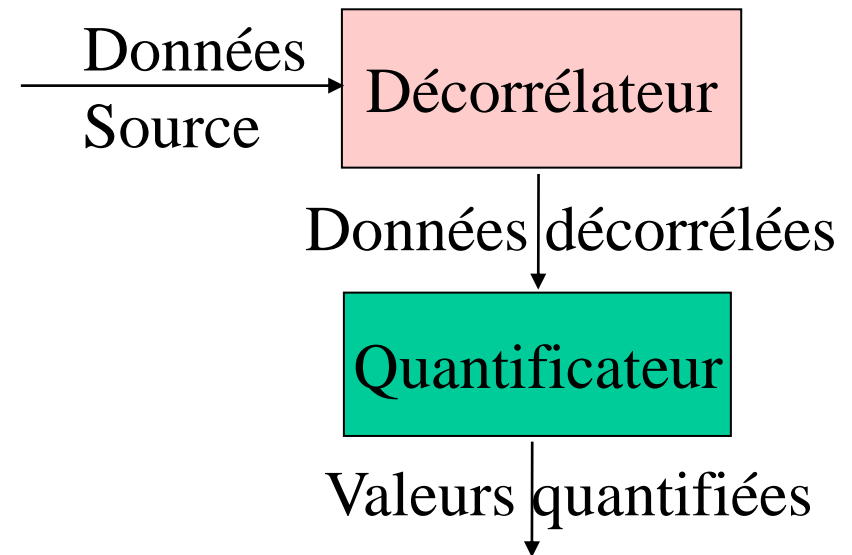 Données
Source
Décorrélateur
Données décorrélées
Quantificateur
Valeurs quantifiées